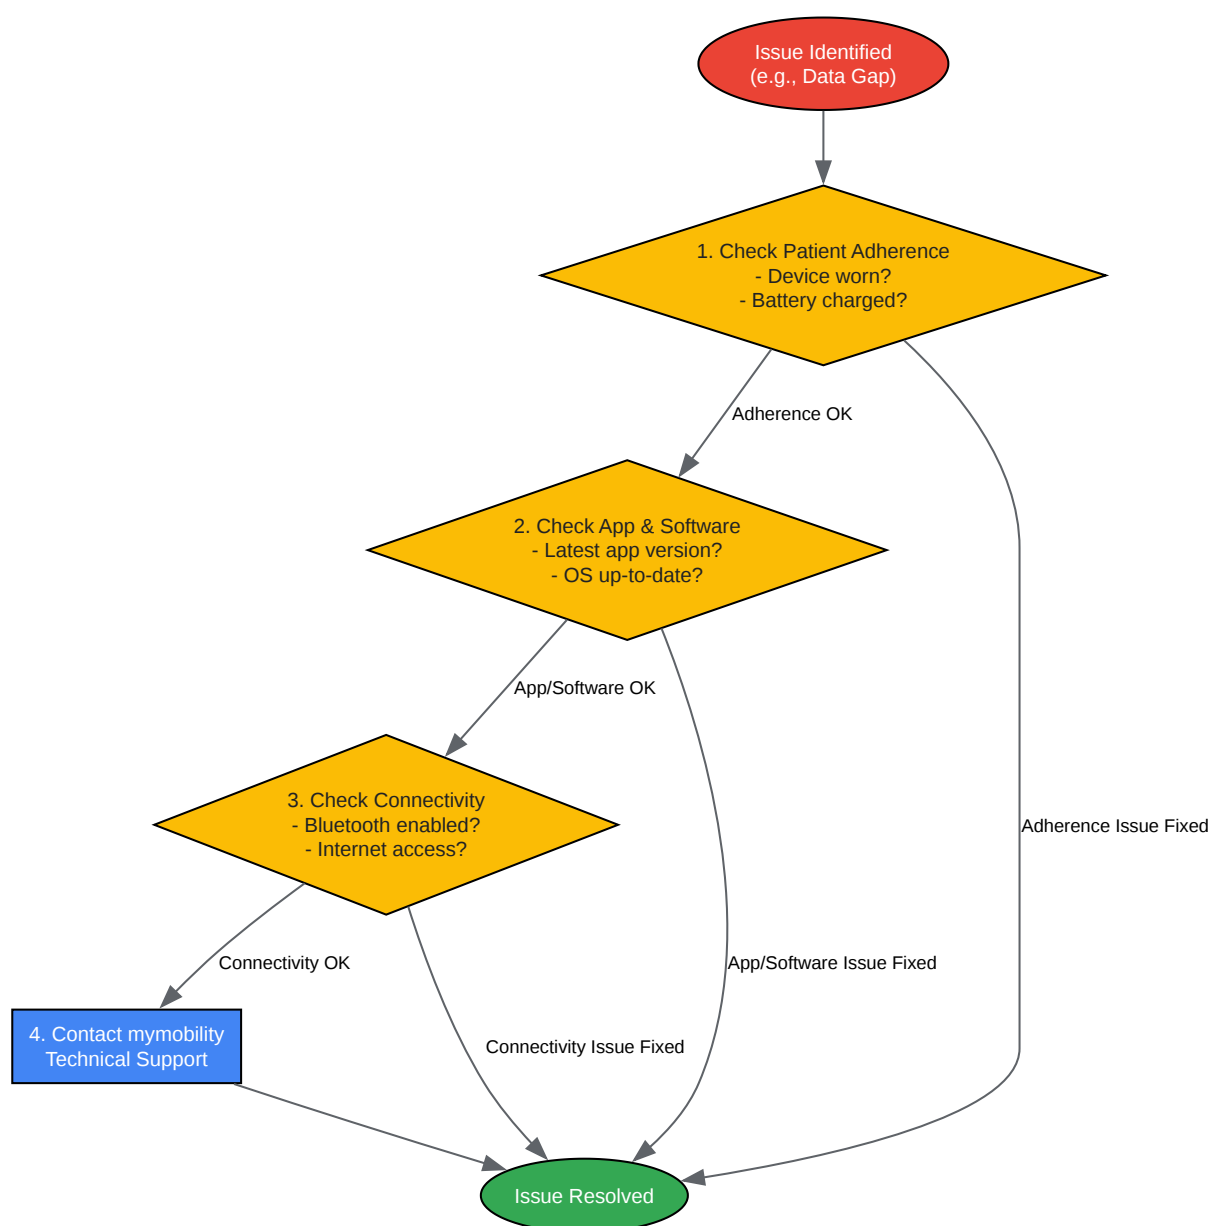 Issue Identified
(e.g., Data Gap)
1. Check Patient Adherence
- Device worn?
- Battery charged?
Adherence OK
2. Check App & Software
- Latest app version?
- OS up-to-date?
App/Software OK
3. Check Connectivity
- Bluetooth enabled?
- Internet access?
Adherence Issue Fixed
Connectivity OK
App/Software Issue Fixed
4. Contact mymobility
Technical Support
Connectivity Issue Fixed
Issue Resolved